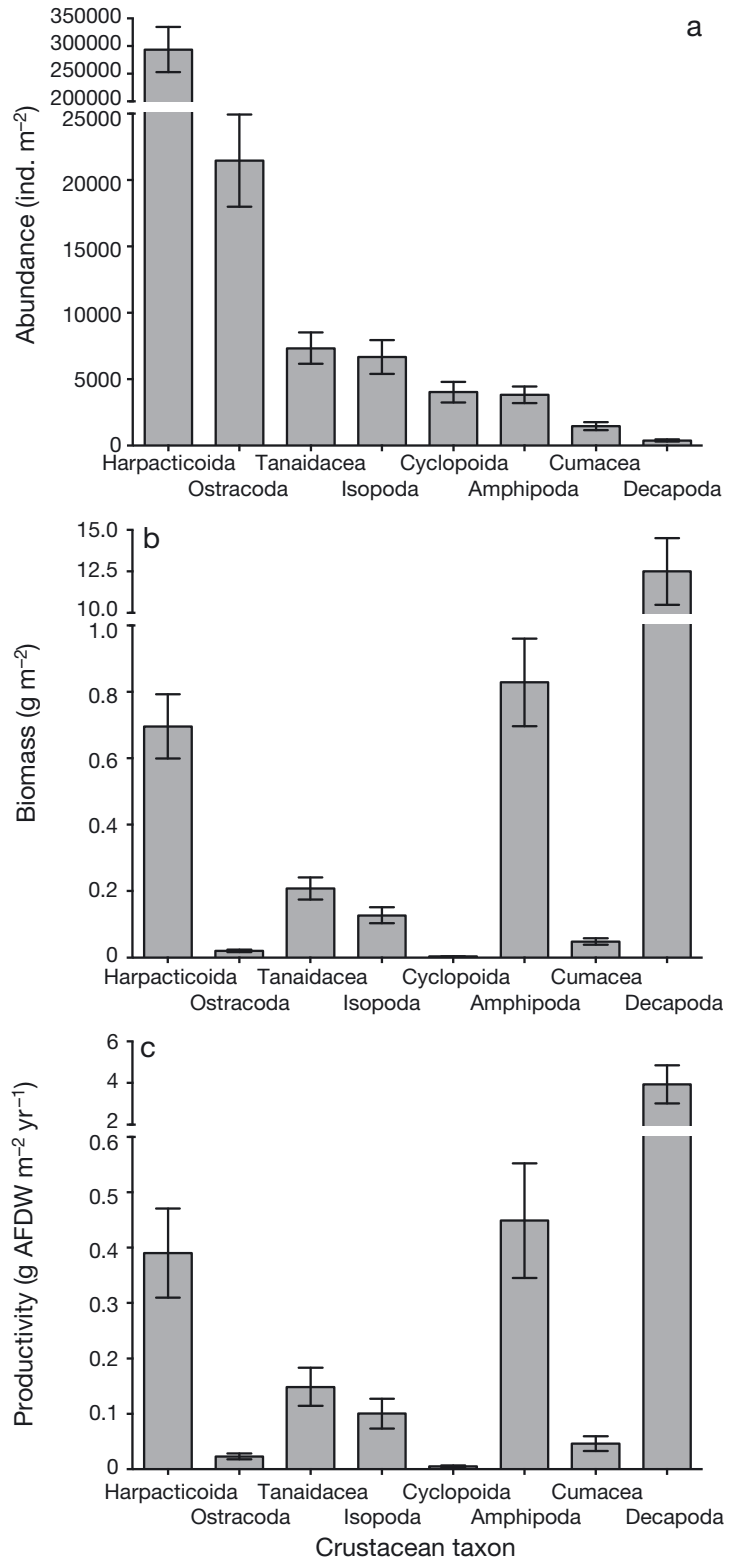 a
Abundance (ind. m⁻²)
350000
300000
250000
200000
25000
20000
15000
10000
5000
0
Harpacticoida Tanaidacea Cyclopoida Cumacea
Ostracoda Isopoda Amphipoda Decapoda
b
Biomass (g m⁻²)
15.0
12.5
10.0
1.0
0.8
0.6
0.4
0.2
0
Harpacticoida Tanaidacea Cyclopoida Cumacea
Ostracoda Isopoda Amphipoda Decapoda
c
Productivity (g AFDW m⁻² yr⁻¹)
6
4
2
0.6
0.5
0.4
0.3
0.2
0.1
0
Harpacticoida Tanaidacea Cyclopoida Cumacea
Ostracoda Isopoda Amphipoda Decapoda
Crustacean taxon